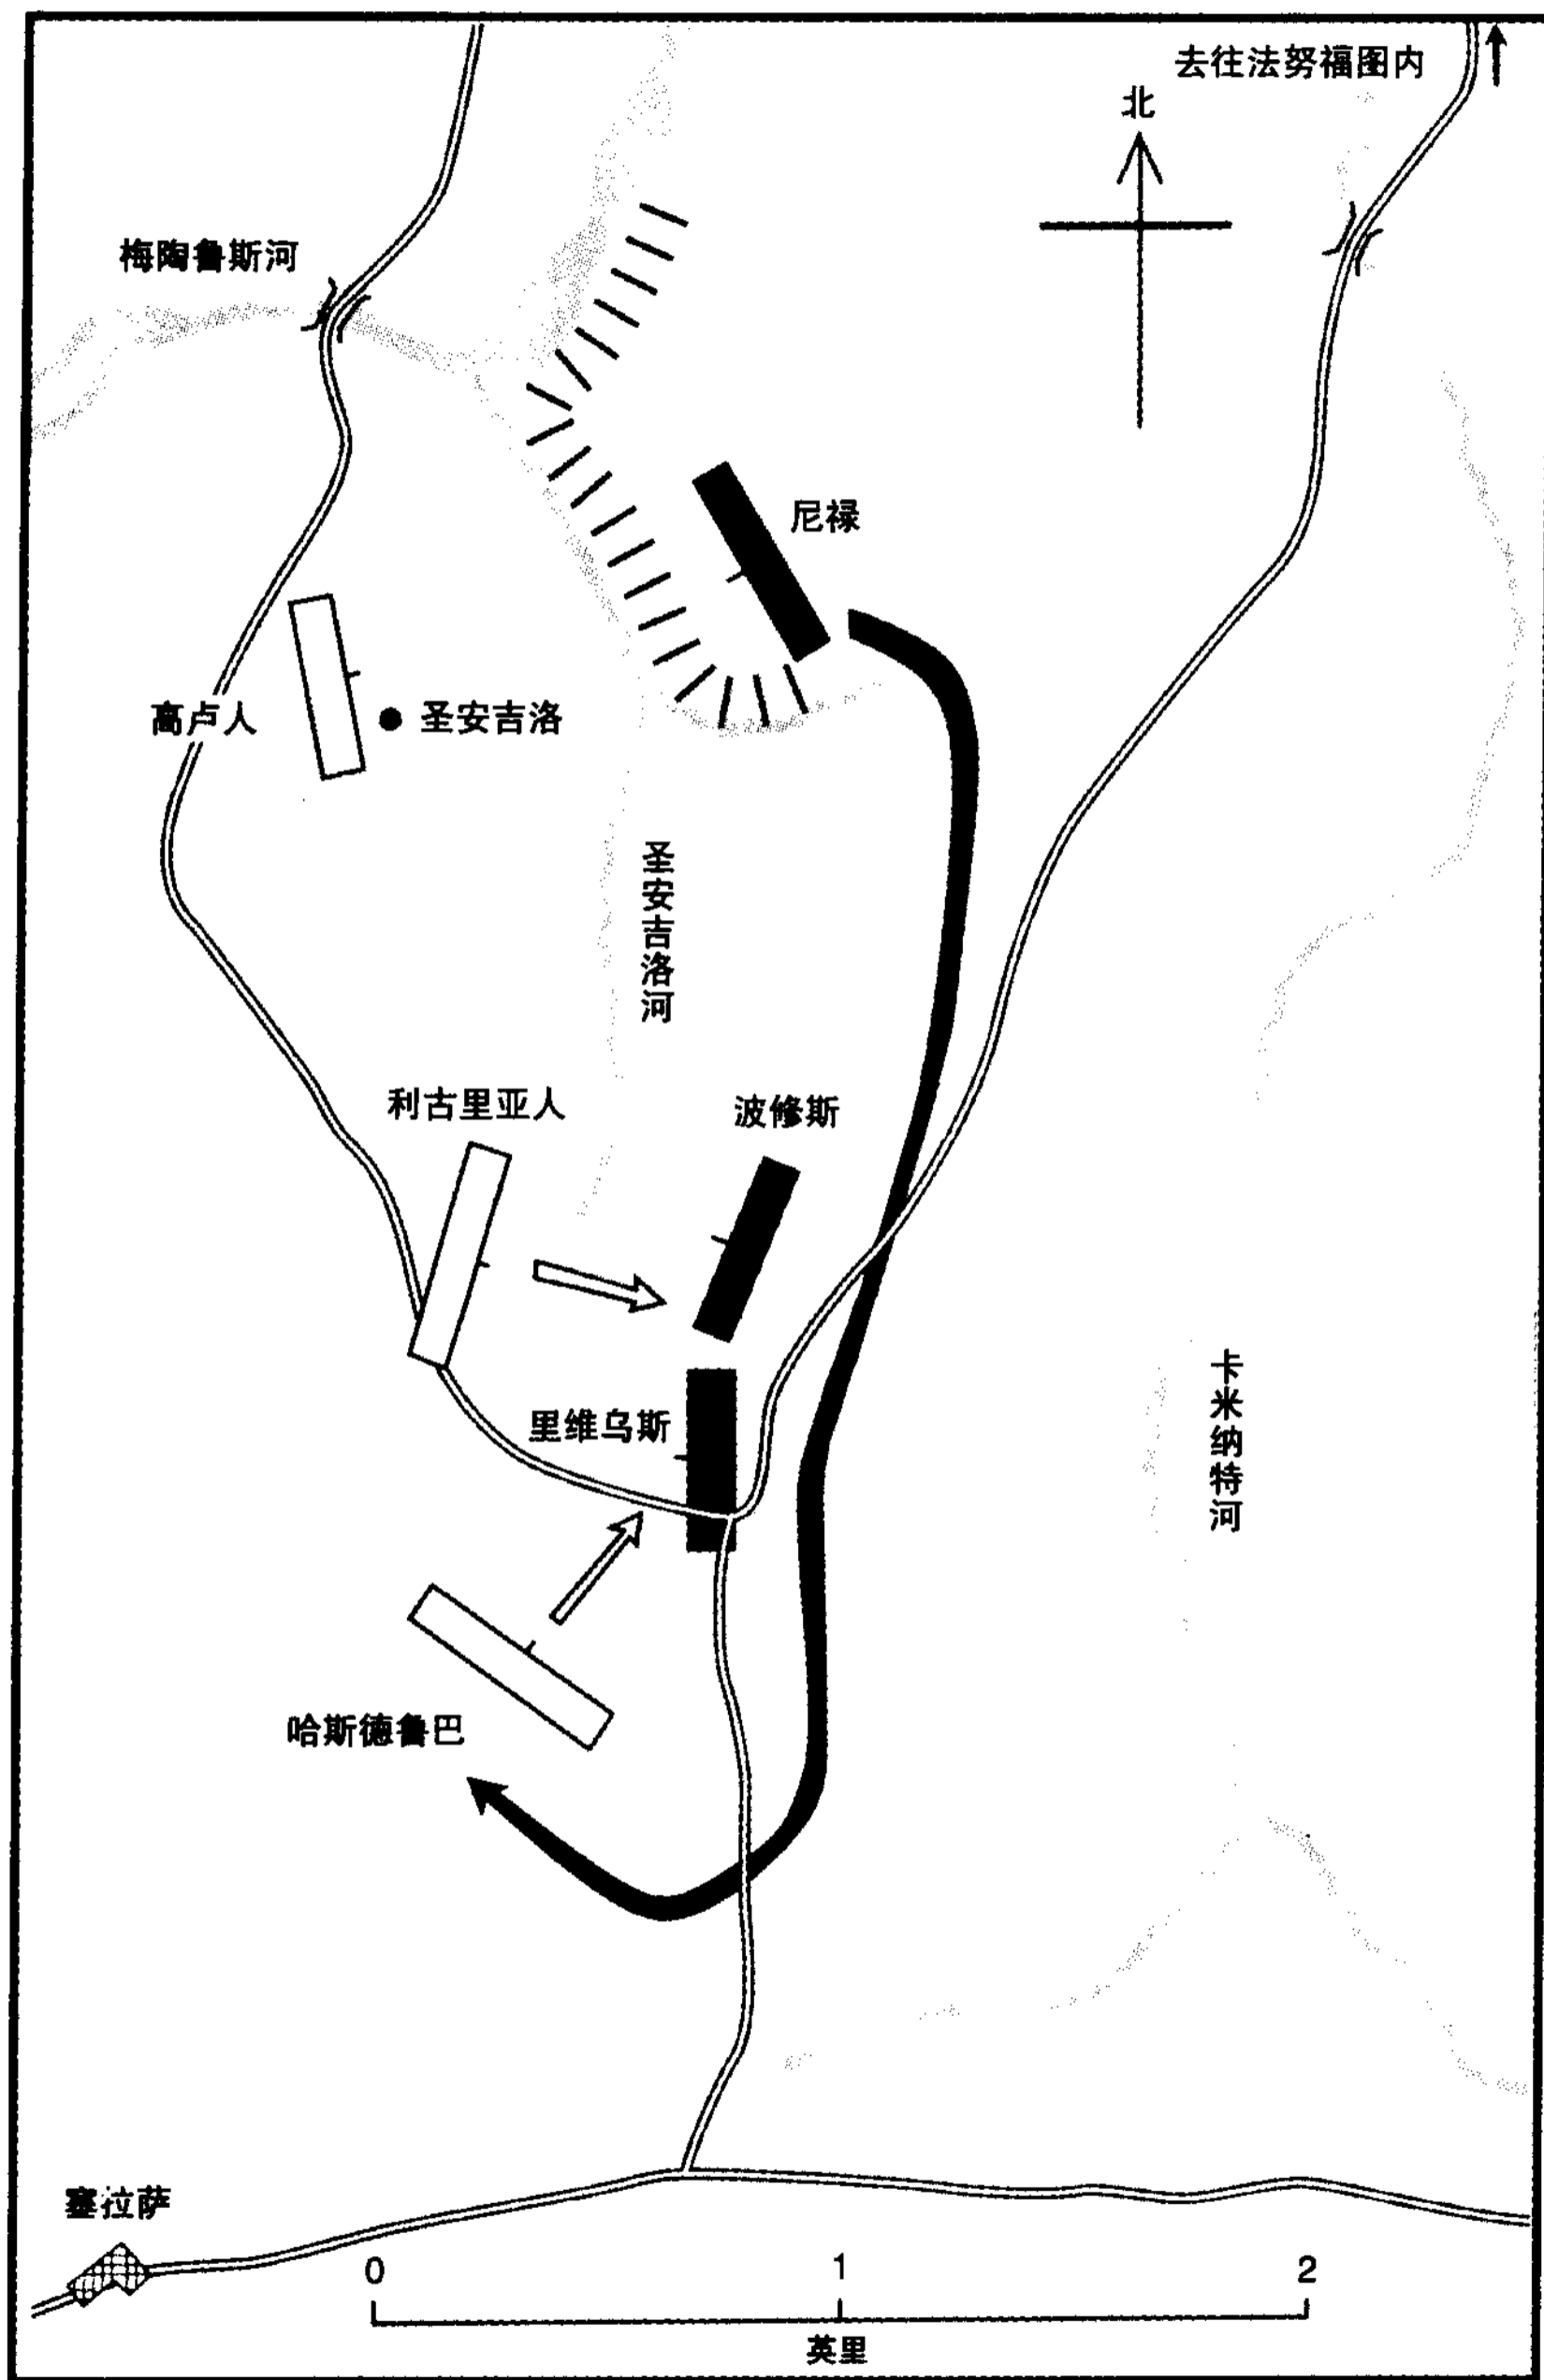 去往法努福图内
北
梅陶鲁斯河
尼禄
高卢人
圣安吉洛
圣安吉洛河
利古里亚人
波修斯
里维乌斯
卡米纳特河
哈斯德鲁巴
塞拉萨
0 1 2
英里